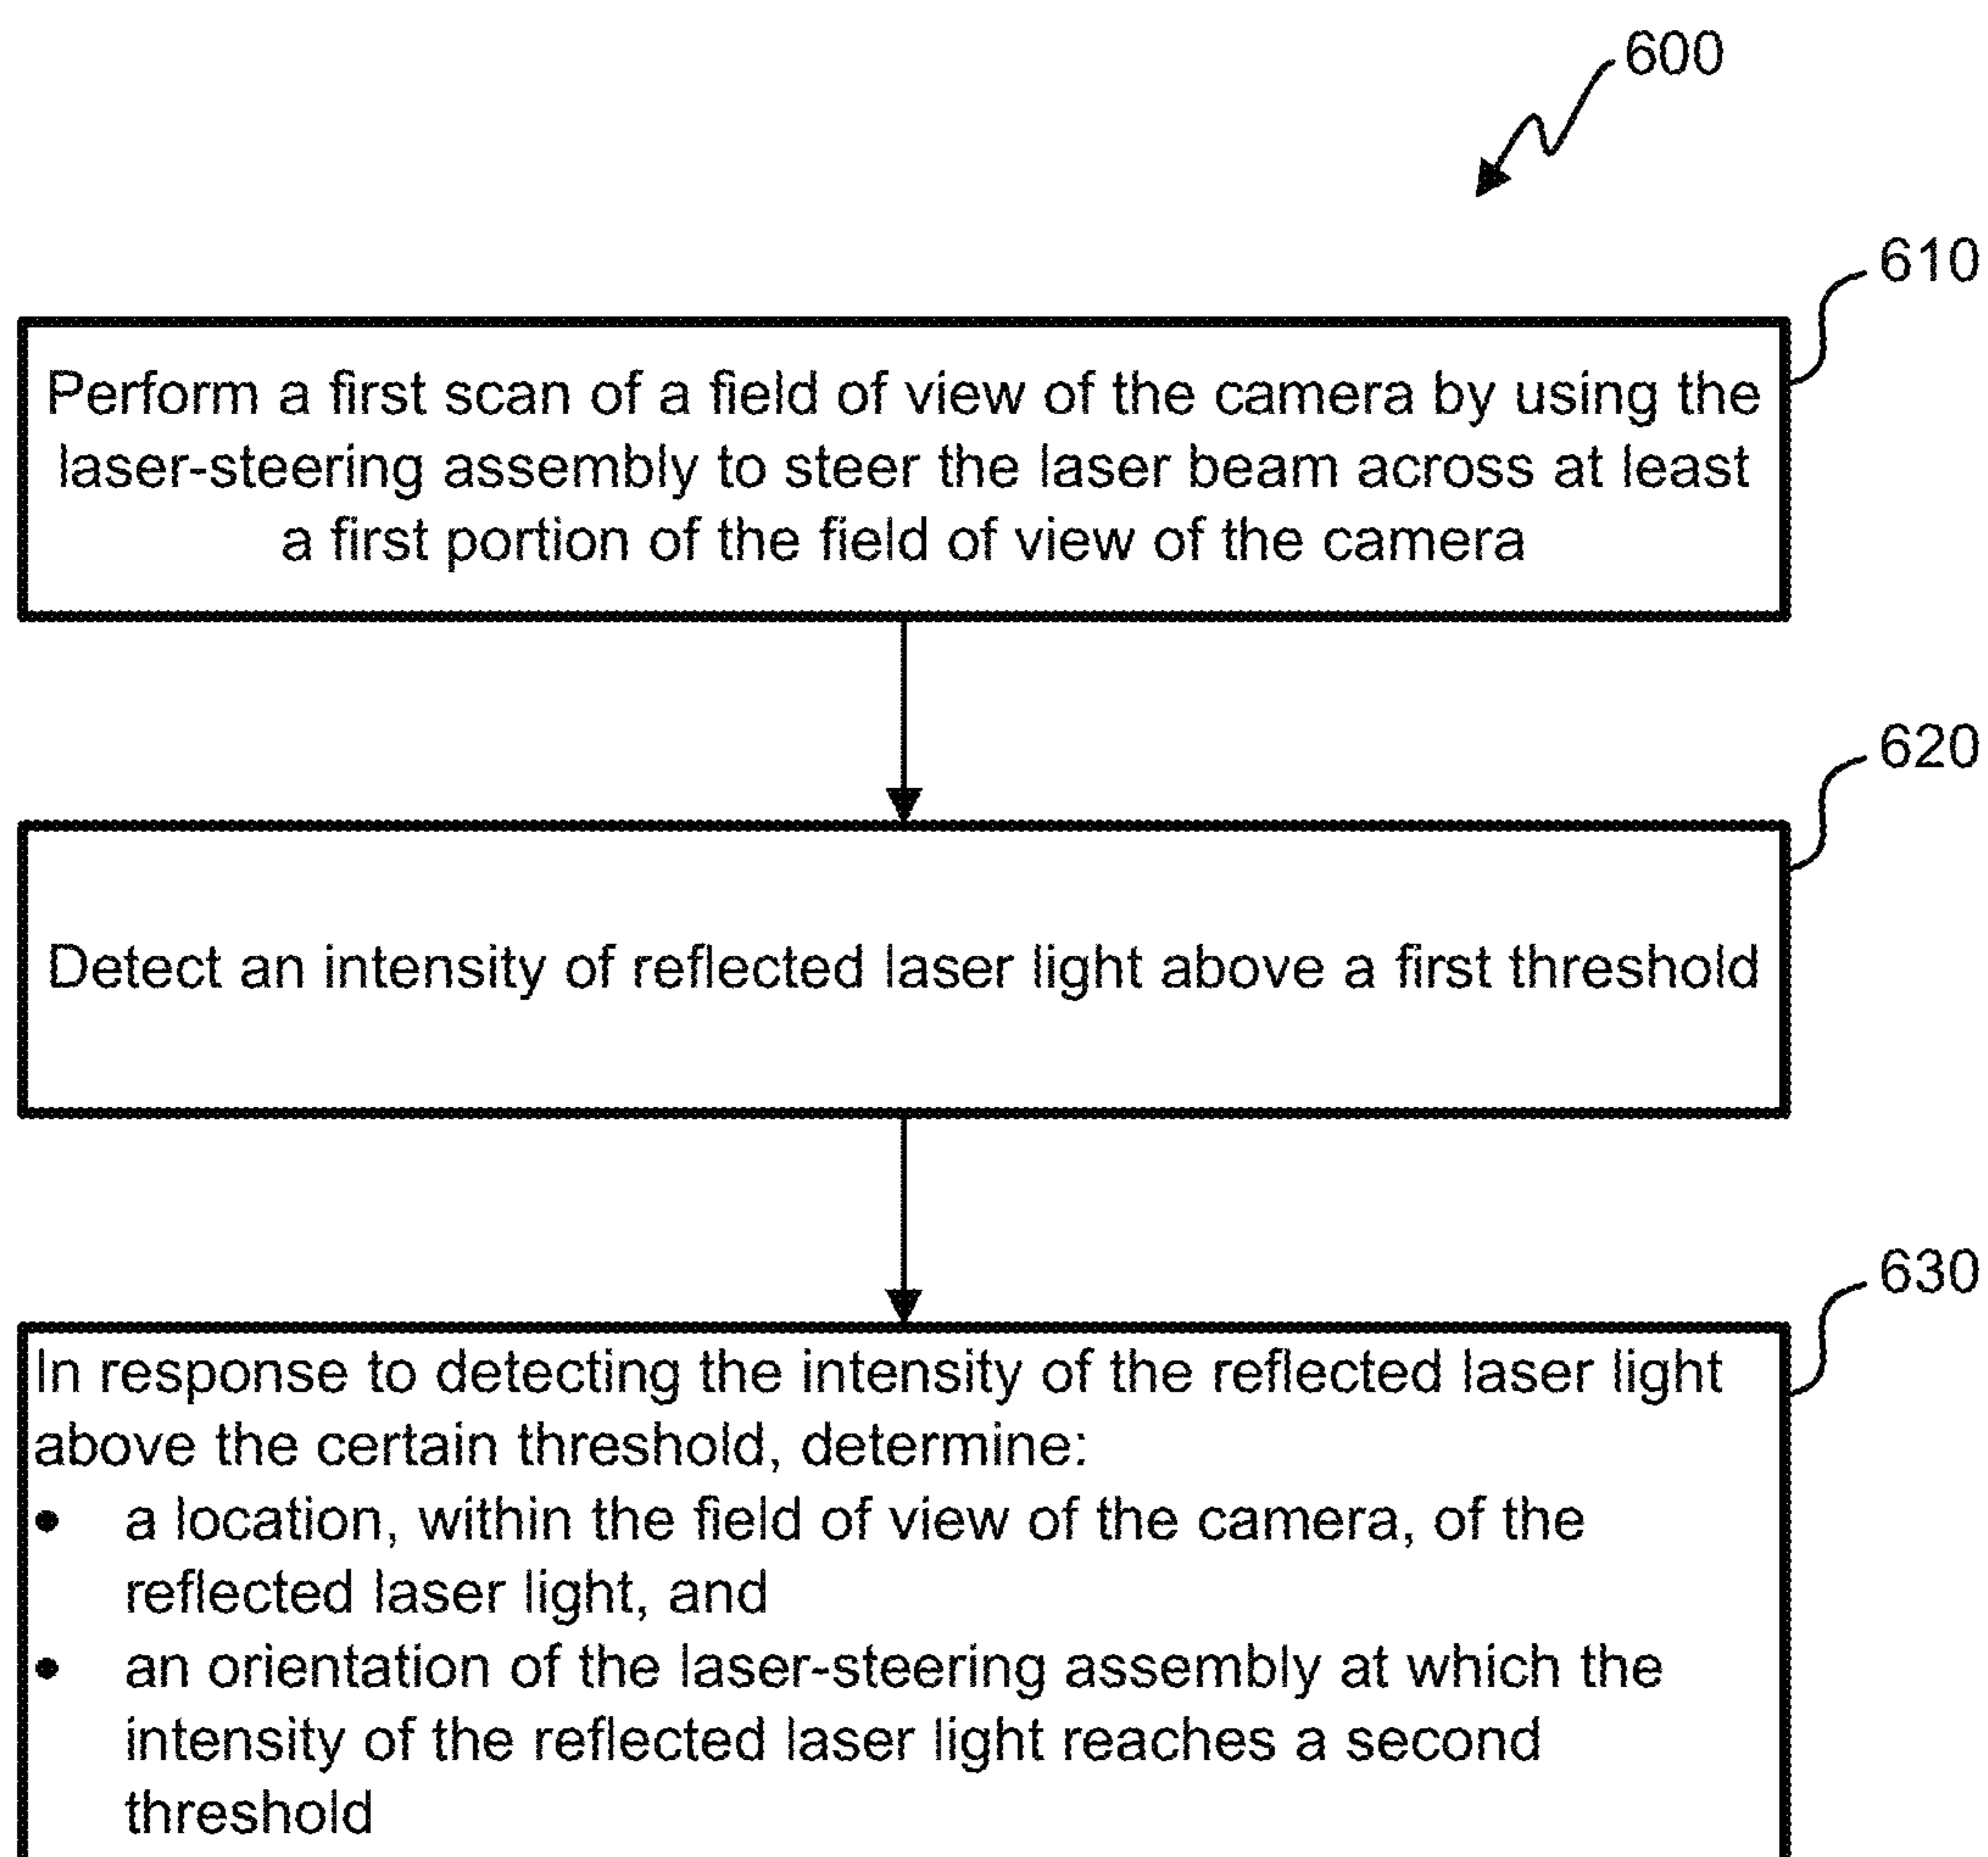 600
610
Perform a first scan of a field of view of the camera by using the
laser-steering assembly to steer the laser beam across at least
a first portion of the field of view of the camera
620
Detect an intensity of reflected laser light above a first threshold
630
In response to detecting the intensity of the reflected laser light
above the certain threshold, determine:
• a location, within the field of view of the camera, of the
reflected laser light, and
• an orientation of the laser-steering assembly at which the
intensity of the reflected laser light reaches a second
threshold